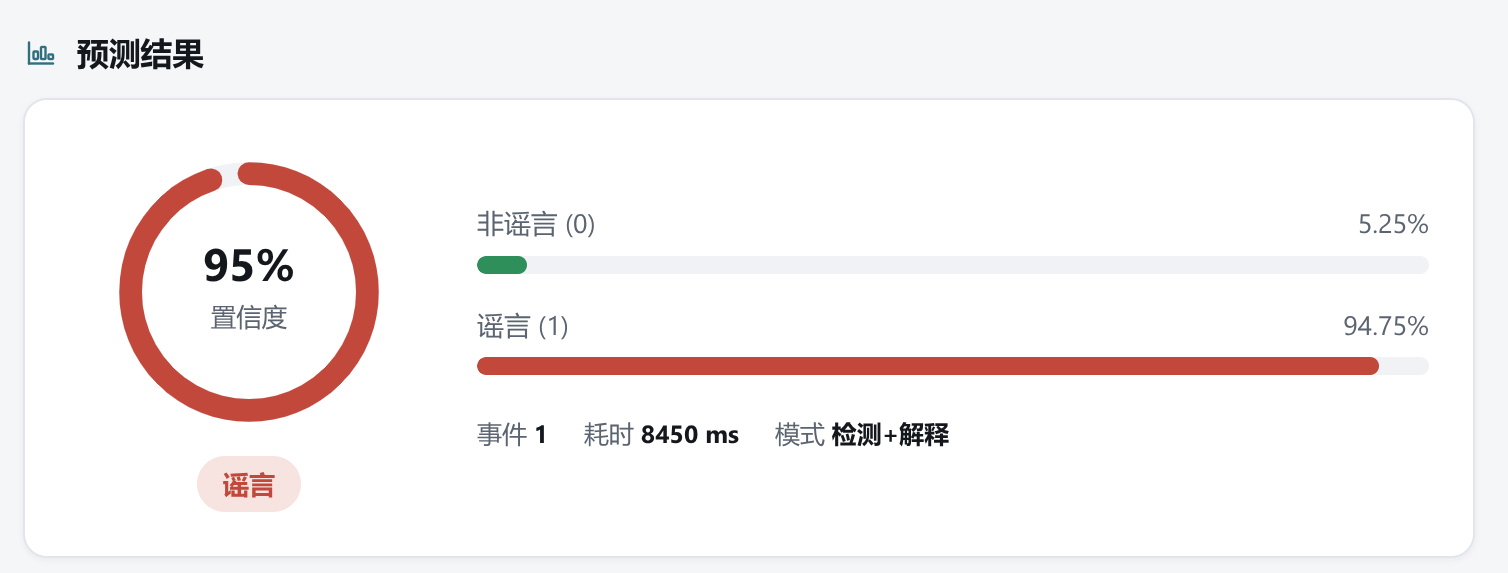 预测结果
95%
置信度
谣言
非谣言 (0) 5.25%
谣言 (1) 94.75%
事件 1 耗时 8450 ms 模式 检测+解释